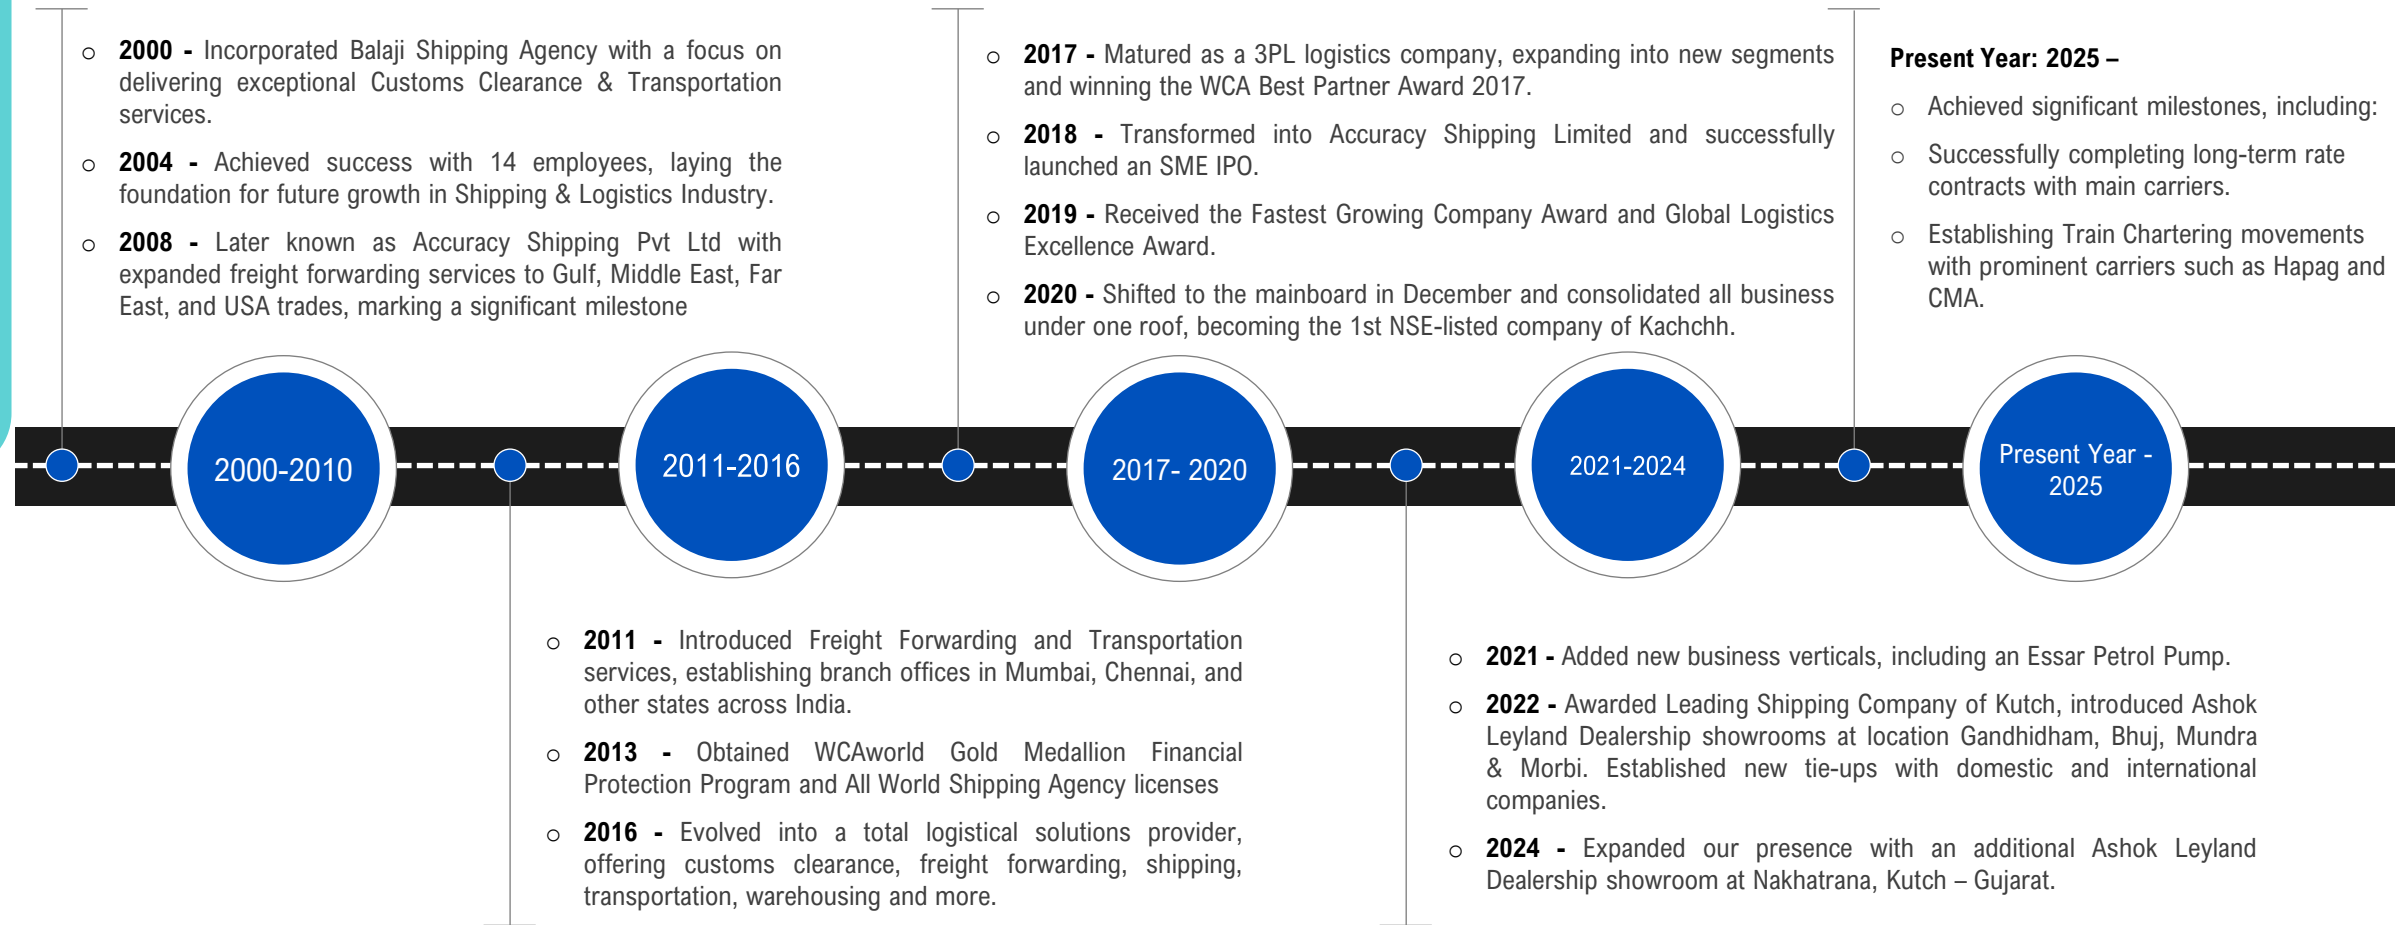 2000 - Incorporated Balaji Shipping Agency with a focus on
delivering exceptional Customs Clearance & Transportation
services.
2004 - Achieved success with 14 employees, laying the
foundation for future growth in Shipping & Logistics Industry.
2008 - Later known as Accuracy Shipping Pvt Ltd with
expanded freight forwarding services to Gulf, Middle East, Far
East, and USA trades, marking a significant milestone
2017 - Matured as a 3PL logistics company, expanding into new segments
and winning the WCA Best Partner Award 2017.
2018 - Transformed into Accuracy Shipping Limited and successfully
launched an SME IPO.
2019 - Received the Fastest Growing Company Award and Global Logistics
Excellence Award.
2020 - Shifted to the mainboard in December and consolidated all business
under one roof, becoming the 1st NSE-listed company of Kachchh.
Present Year: 2025 –
Achieved significant milestones, including:
Successfully completing long-term rate
contracts with main carriers.
Establishing Train Chartering movements
with prominent carriers such as Hapag and
CMA.
2000-2010
2011-2016
2017- 2020
2021-2024
Present Year -
2025
2011 - Introduced Freight Forwarding and Transportation
services, establishing branch offices in Mumbai, Chennai, and
other states across India.
2013 - Obtained WCAworld Gold Medallion Financial
Protection Program and All World Shipping Agency licenses
2016 - Evolved into a total logistical solutions provider,
offering customs clearance, freight forwarding, shipping,
transportation, warehousing and more.
2021 - Added new business verticals, including an Essar Petrol Pump.
2022 - Awarded Leading Shipping Company of Kutch, introduced Ashok
Leyland Dealership showrooms at location Gandhidham, Bhuj, Mundra
& Morbi. Established new tie-ups with domestic and international
companies.
2024 - Expanded our presence with an additional Ashok Leyland
Dealership showroom at Nakhatrana, Kutch – Gujarat.